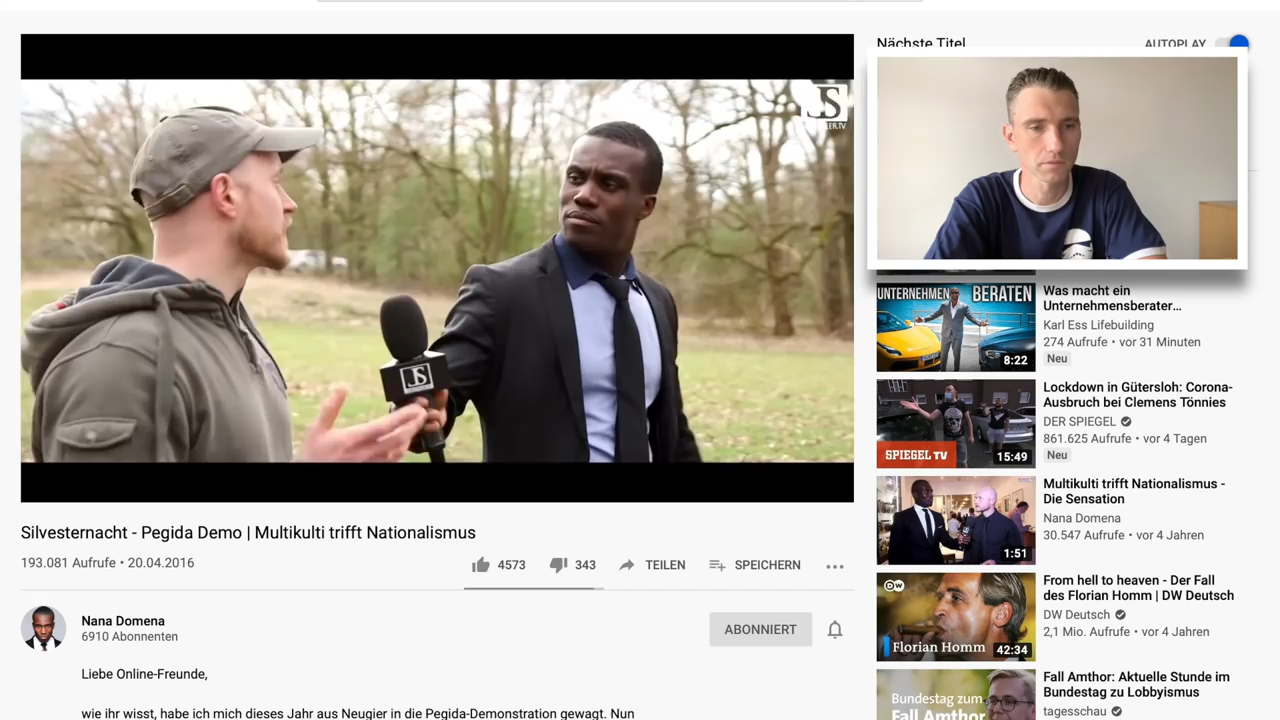 JS
LER.TV
JS
Silvesternacht - Pegida Demo | Multikulti trifft Nationalismus
193.081 Aufrufe • 20.04.2016
4573
343
TEILEN
SPEICHERN
Nana Domena
6910 Abonnenten
ABONNIERT
Liebe Online-Freunde,
wie ihr wisst, habe ich mich dieses Jahr aus Neugier in die Pegida-Demonstration gewagt. Nun
Nächste Titel
AUTOPLAY
UNTERNEHMEN BERATEN
8:22
Was macht ein
Unternehmensberater…
Karl Ess Lifebuilding
274 Aufrufe • vor 31 Minuten
Neu
SPIEGEL TV
15:49
Lockdown in Gütersloh: Corona-
Ausbruch bei Clemens Tönnies
DER SPIEGEL
861.625 Aufrufe • vor 4 Tagen
Neu
1:51
Multikulti trifft Nationalismus -
Die Sensation
Nana Domena
30.547 Aufrufe • vor 4 Jahren
DW
Florian Homm
42:34
From hell to heaven - Der Fall
des Florian Homm | DW Deutsch
DW Deutsch
2,1 Mio. Aufrufe • vor 4 Jahren
Bundestag zum
Fall Amthor
Fall Amthor: Aktuelle Stunde im
Bundestag zu Lobbyismus
tagesschau